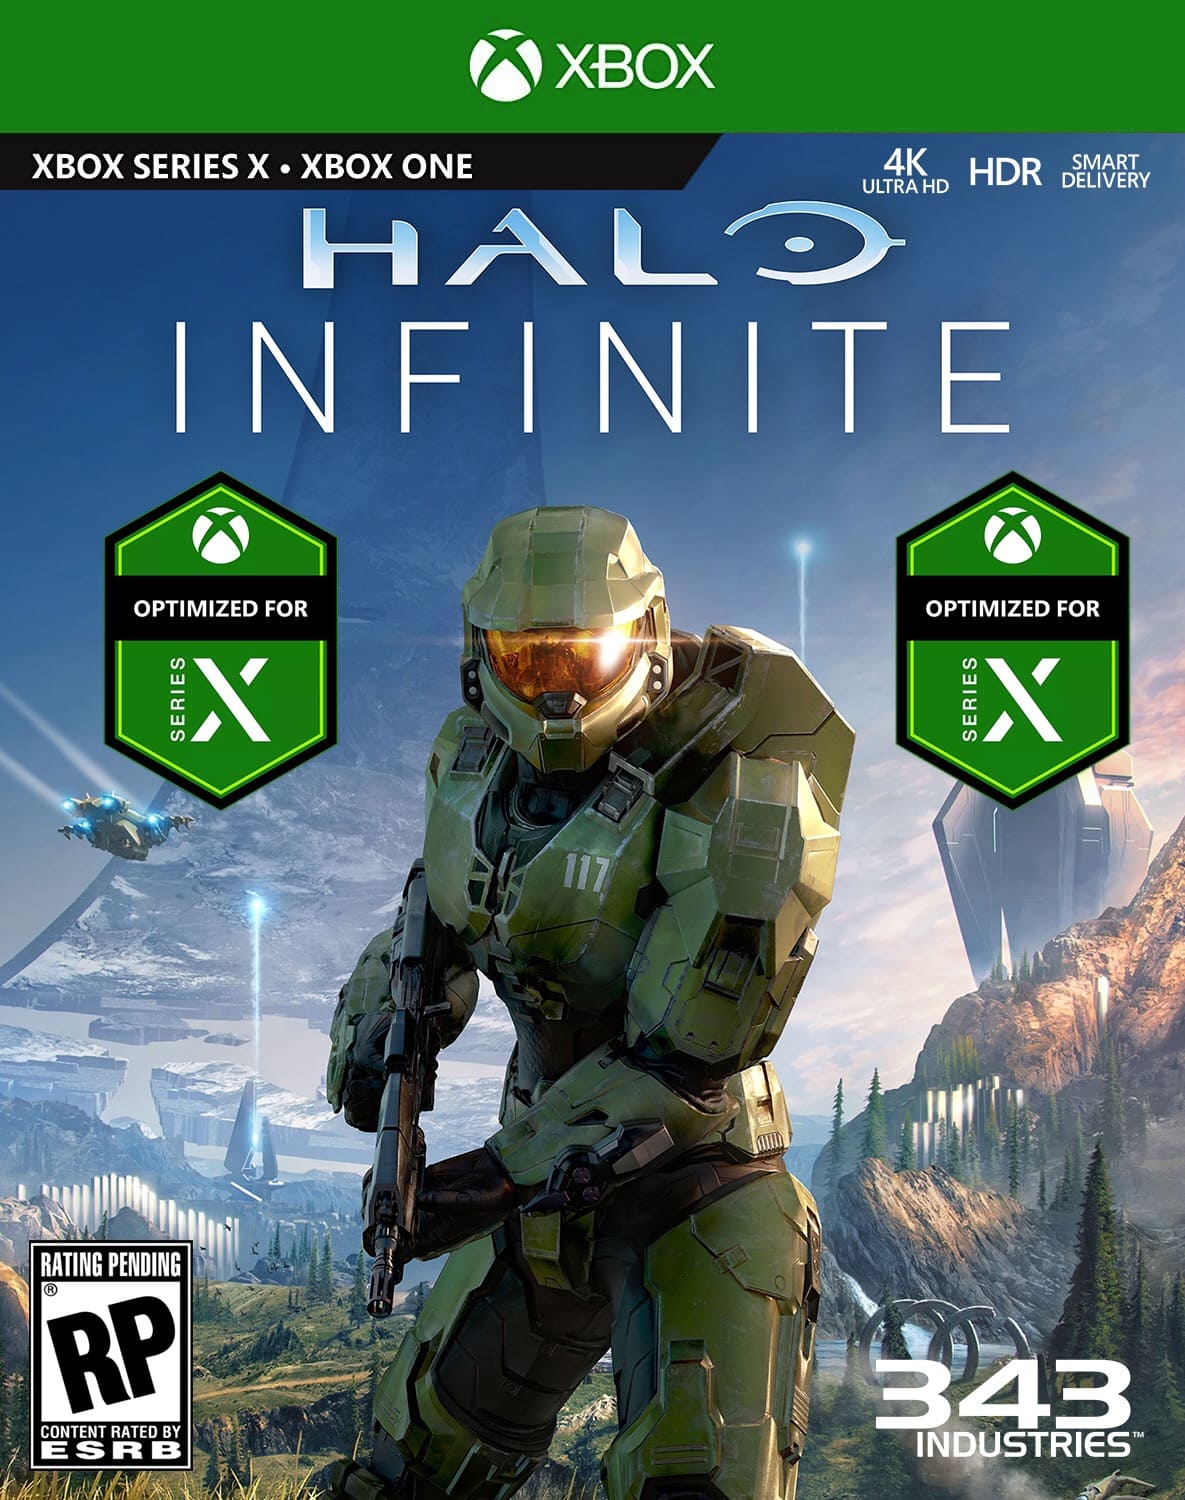 XBOX
XBOX SERIES X • XBOX ONE
4K
ULTRA HD
HDR
SMART
DELIVERY
HALO
INFINITE
OPTIMIZED FOR
SERIES X
OPTIMIZED FOR
SERIES X
117
RATING PENDING
®
RP
CONTENT RATED BY
ESRB
343
INDUSTRIES™